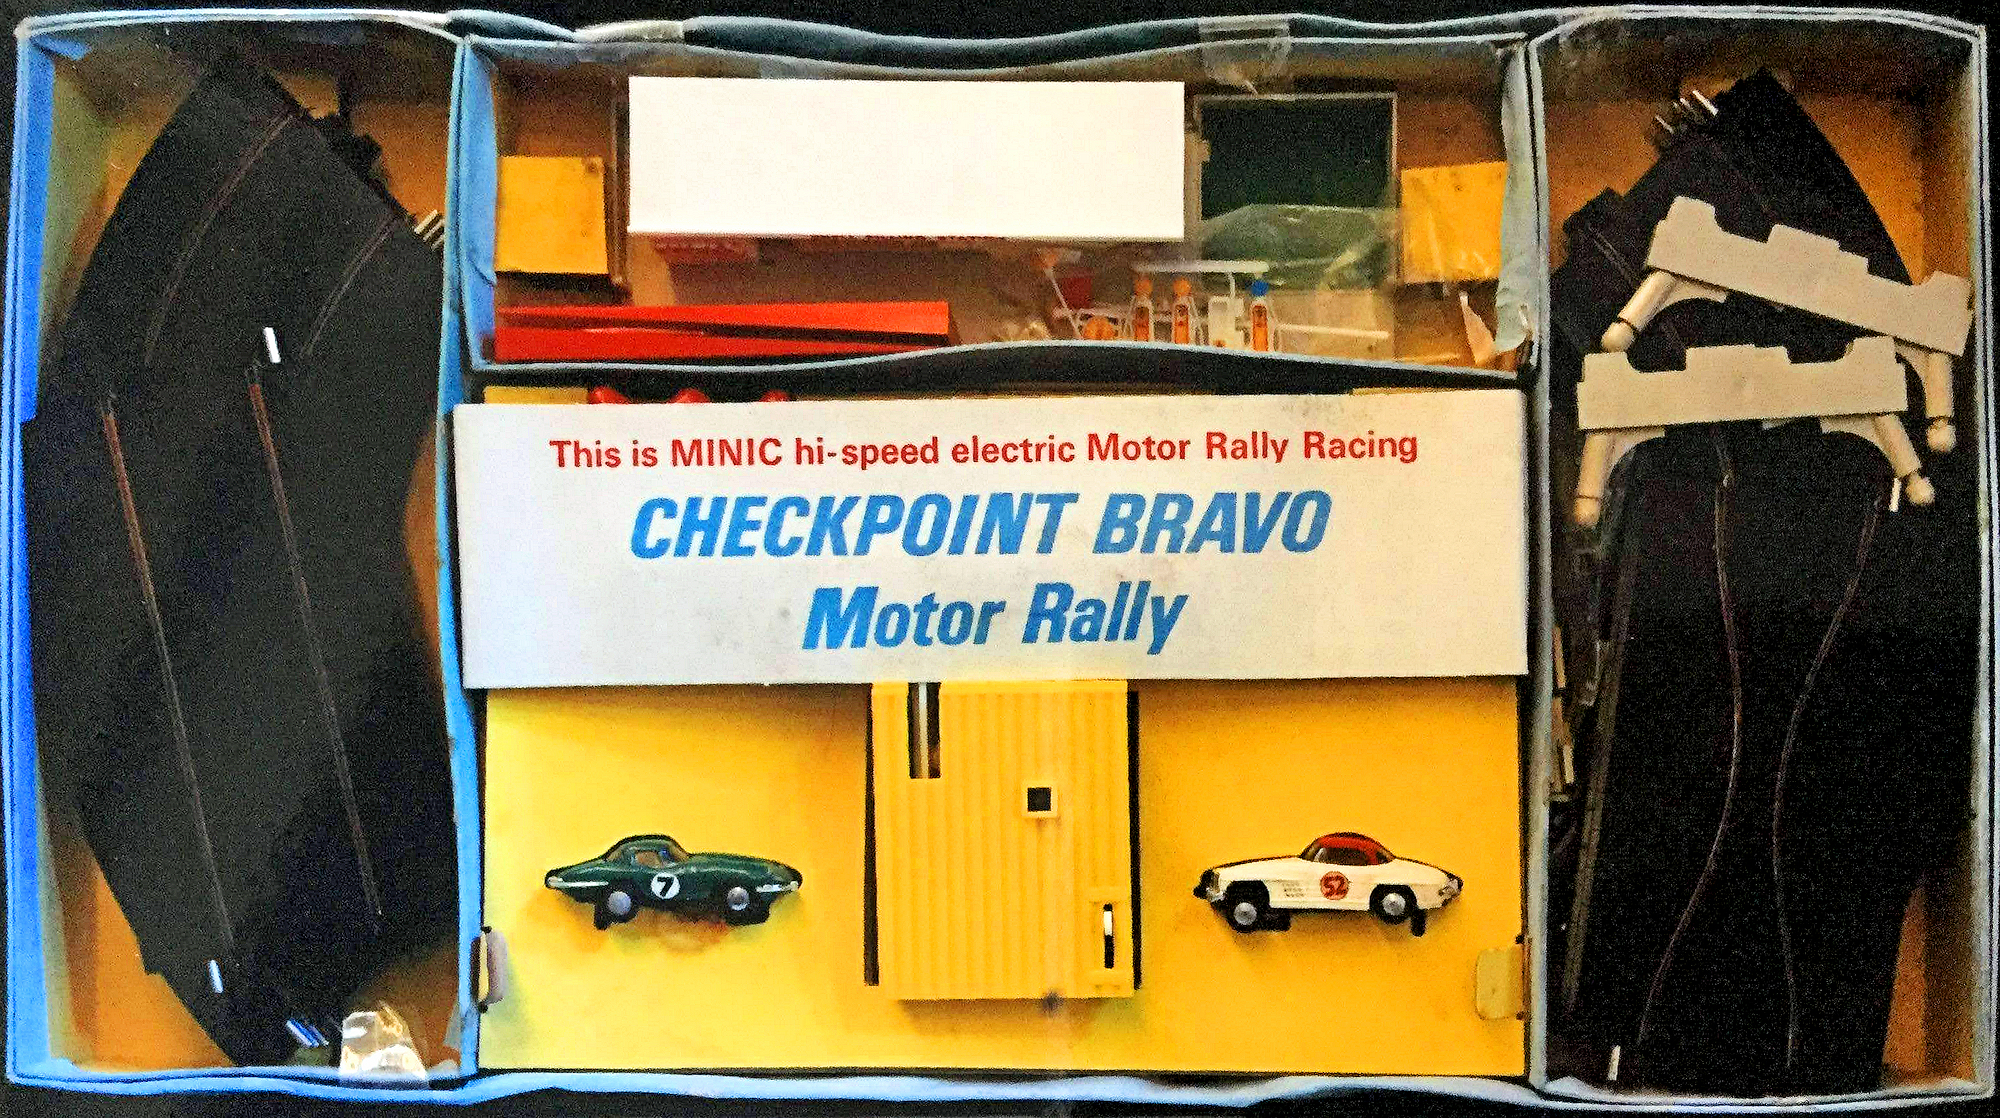 This is MINIC hi-speed electric Motor Rally Racing
CHECKPOINT BRAVO
Motor Rally
7
52